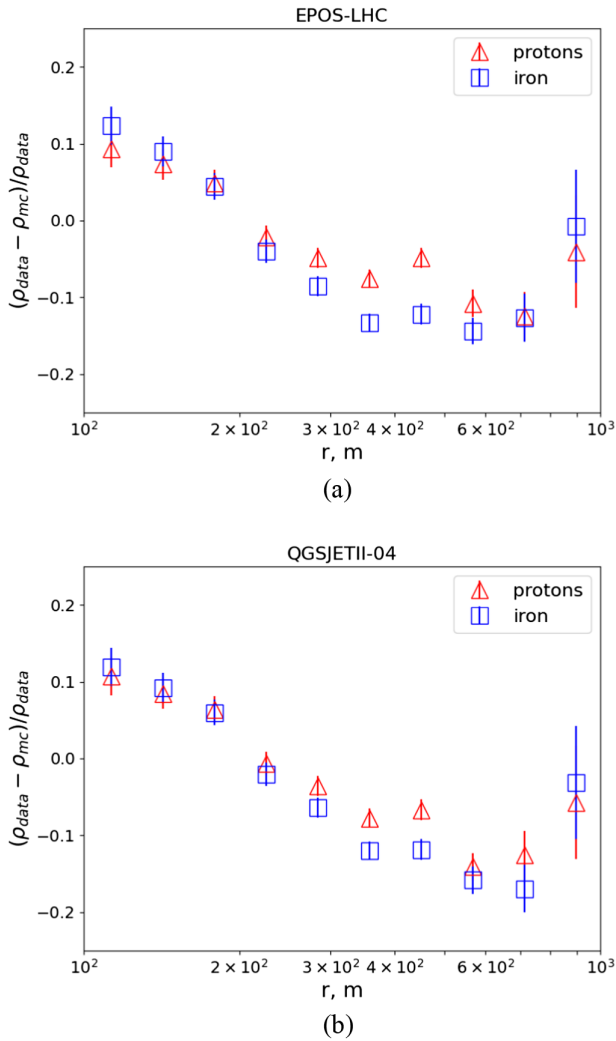 EPOS-LHC
protons
iron
0.2
0.1
0.0
−0.1
−0.2
(ρdata − ρmc)/ρdata
10²
2 × 10²
3 × 10²
4 × 10²
6 × 10²
10³
r, m
(a)
QGSJETII-04
protons
iron
0.2
0.1
0.0
−0.1
−0.2
(ρdata − ρmc)/ρdata
10²
2 × 10²
3 × 10²
4 × 10²
6 × 10²
10³
r, m
(b)